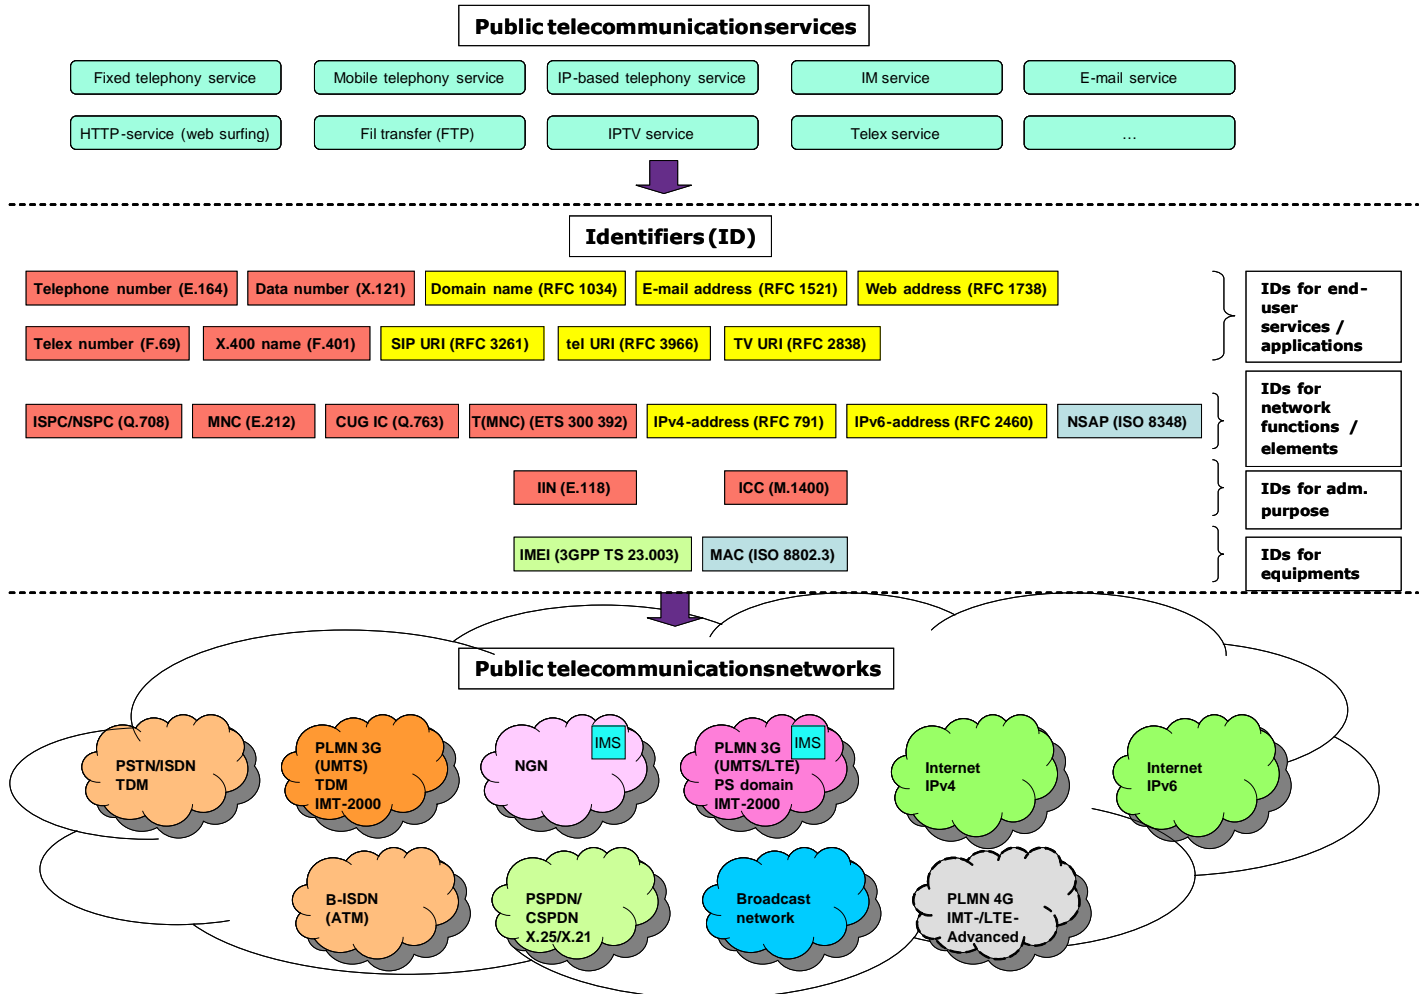 Public telecommunicationservices
Fixed telephony service
Mobile telephony service
IP-based telephony service
IM service
E-mail service
HTTP-service (web surfing)
Fil transfer (FTP)
IPTV service
Telex service
...
Identifiers (ID)
Telephone number (E.164)
Data number (X.121)
Domain name (RFC 1034)
E-mail address (RFC 1521)
Web address (RFC 1738)
IDs for end-
user
services /
applications
Telex number (F.69)
X.400 name (F.401)
SIP URI (RFC 3261)
tel URI (RFC 3966)
TV URI (RFC 2838)
ISPC/NSPC (Q.708)
MNC (E.212)
CUG IC (Q.763)
T(MNC) (ETS 300 392)
IPv4-address (RFC 791)
IPv6-address (RFC 2460)
NSAP (ISO 8348)
IDs for
network
functions /
elements
IIN (E.118)
ICC (M.1400)
IDs for adm.
purpose
IMEI (3GPP TS 23.003)
MAC (ISO 8802.3)
IDs for
equipments
Public telecommunicationsnetworks
PSTN/ISDN
TDM
PLMN 3G
(UMTS)
TDM
IMT-2000
NGN
IMS
PLMN 3G
(UMTS/LTE)
PS domain
IMT-2000
IMS
Internet
IPv4
Internet
IPv6
B-ISDN
(ATM)
PSPDN/
CSPDN
X.25/X.21
Broadcast
network
PLMN 4G
IMT-/LTE-
Advanced